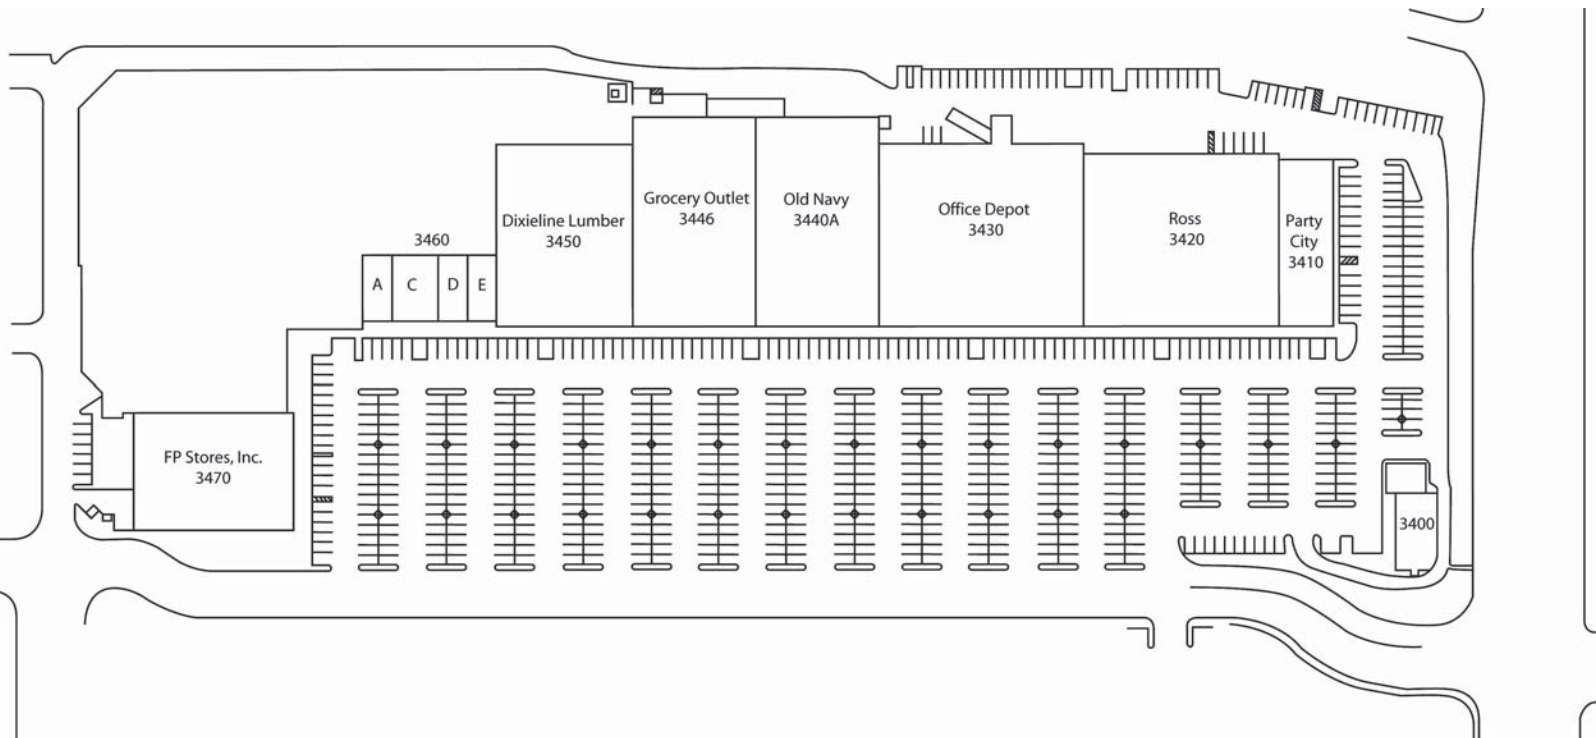 Dixieline Lumber
3450
Grocery Outlet
3446
Old Navy
3440A
Office Depot
3430
Ross
3420
Party
City
3410
3460
A
C
D
E
FP Stores, Inc.
3470
3400